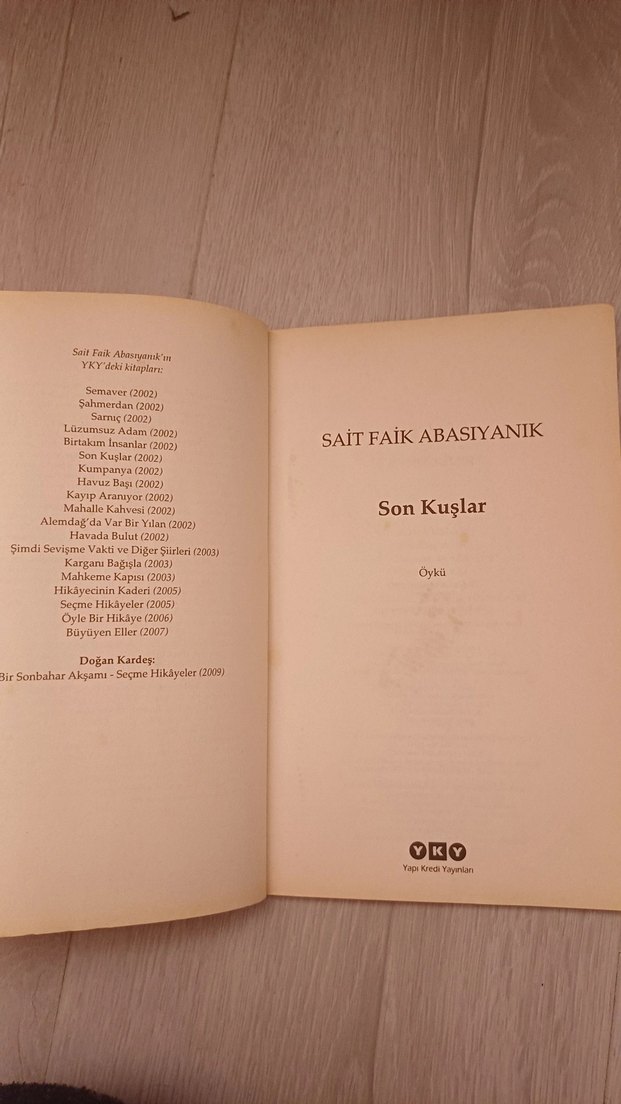 Sait Faik Abasıyanık'ın
YKY'deki kitapları:
Semaver (2002)
Şahmerdan (2002)
Sarnıç (2002)
Lüzumsuz Adam (2002)
Birtakım İnsanlar (2002)
Son Kuşlar (2002)
Kumpanya (2002)
Havuz Başı (2002)
Kayıp Aranıyor (2002)
Mahalle Kahvesi (2002)
Alemdağ'da Var Bir Yılan (2002)
Havada Bulut (2002)
Şimdi Sevişme Vakti ve Diğer Şiirleri (2003)
Karganı Bağışla (2003)
Mahkeme Kapısı (2003)
Hikâyecinin Kaderi (2005)
Seçme Hikâyeler (2005)
Öyle Bir Hikâye (2006)
Büyüyen Eller (2007)
Doğan Kardeş:
Bir Sonbahar Akşamı - Seçme Hikâyeler (2009)
SAİT FAİK ABASIYANIK
Son Kuşlar
Öykü
YKY
Yapı Kredi Yayınları